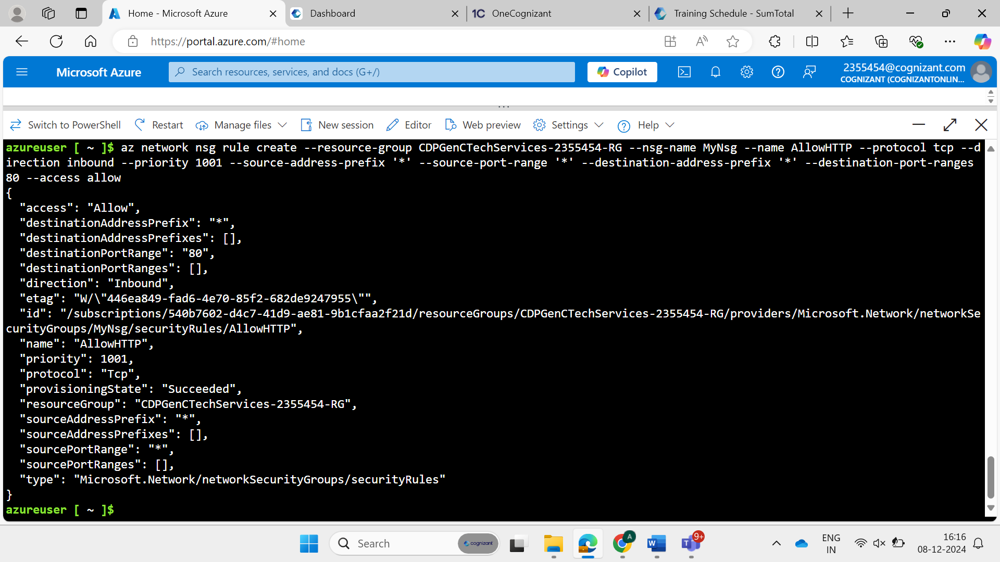 Home - Microsoft Azure
Dashboard
1C OneCognizant
Training Schedule - SumTotal
https://portal.azure.com/#home
Microsoft Azure
Search resources, services, and docs (G+/)
Copilot
2355454@cognizant.com
COGNIZANT (COGNIZANTONLIN...
Switch to PowerShell
Restart
Manage files
New session
Editor
Web preview
Settings
Help
azureuser [ ~ ]$ az network nsg rule create --resource-group CDPGenCTechServices-2355454-RG --nsg-name MyNsg --name AllowHTTP --protocol tcp --d
irection inbound --priority 1001 --source-address-prefix '*' --source-port-range '*' --destination-address-prefix '*' --destination-port-ranges
80 --access allow
{
  "access": "Allow",
  "destinationAddressPrefix": "*",
  "destinationAddressPrefixes": [],
  "destinationPortRange": "80",
  "destinationPortRanges": [],
  "direction": "Inbound",
  "etag": "W/\"446ea849-fad6-4e70-85f2-682de9247955\"",
  "id": "/subscriptions/540b7602-d4c7-41d9-ae81-9b1cfaa2f21d/resourceGroups/CDPGenCTechServices-2355454-RG/providers/Microsoft.Network/networkSe
curityGroups/MyNsg/securityRules/AllowHTTP",
  "name": "AllowHTTP",
  "priority": 1001,
  "protocol": "Tcp",
  "provisioningState": "Succeeded",
  "resourceGroup": "CDPGenCTechServices-2355454-RG",
  "sourceAddressPrefix": "*",
  "sourceAddressPrefixes": [],
  "sourcePortRange": "*",
  "sourcePortRanges": [],
  "type": "Microsoft.Network/networkSecurityGroups/securityRules"
}
azureuser [ ~ ]$
Search
cognizant
A
W
T
9+
ENG
IN
16:16
08-12-2024